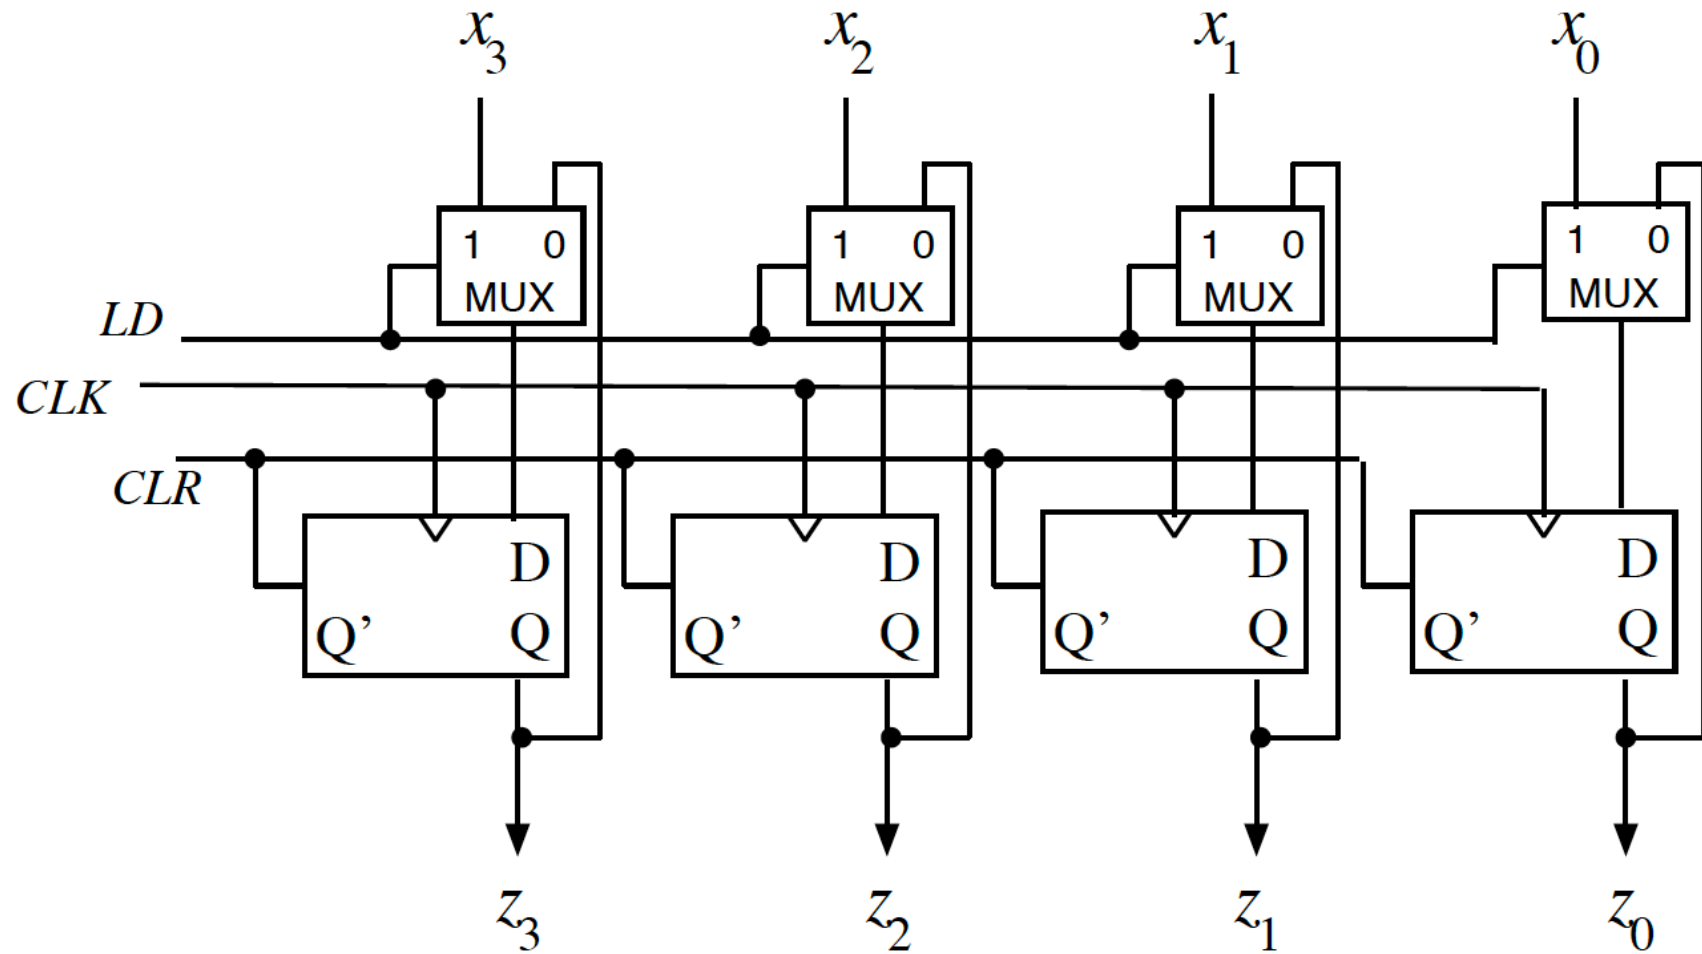 x₃ x₂ x₁ x₀
1 0 1 0 1 0 1 0
MUX MUX MUX MUX
LD
CLK
CLR
D D D D
Q’ Q Q’ Q Q’ Q Q’ Q
z₃ z₂ z₁ z₀